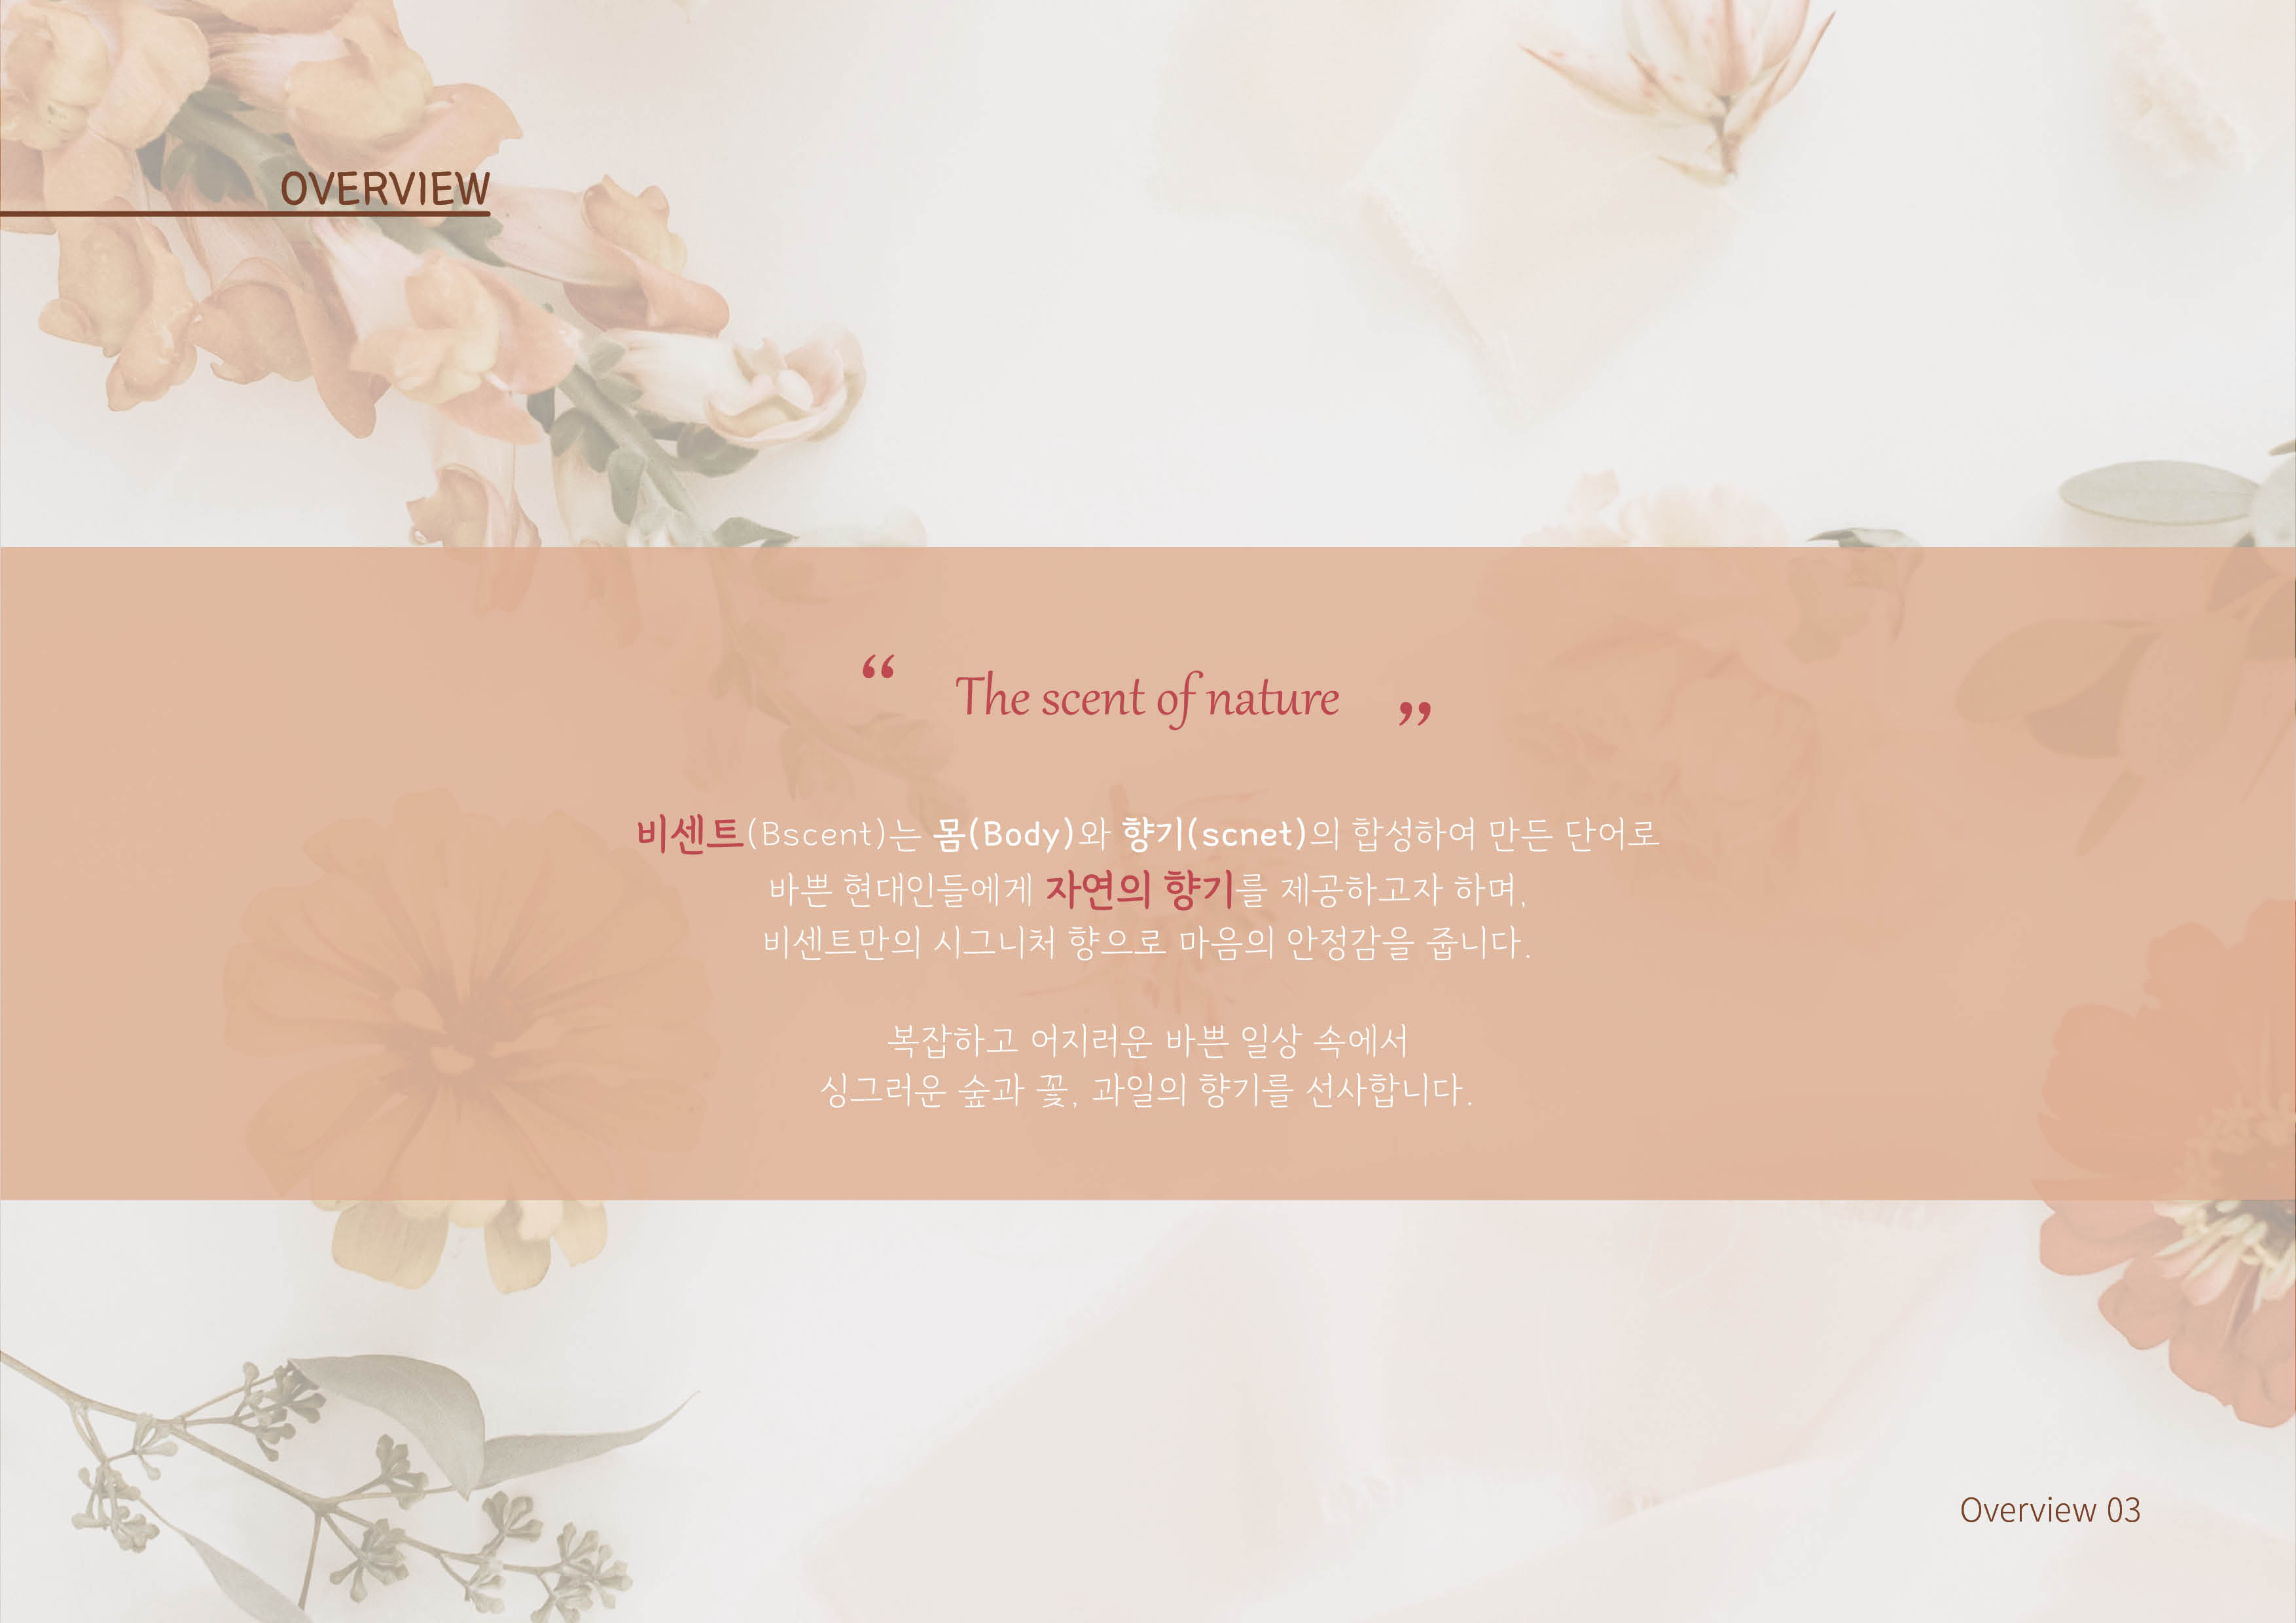 OVERVIEW
“ The scent of nature ”
비센트(Bscent)는 몸(Body)와 향기(scnet)의 합성하여 만든 단어로
바쁜 현대인들에게 자연의 향기를 제공하고자 하며,
비센트만의 시그니처 향으로 마음의 안정감을 줍니다.
복잡하고 어지러운 바쁜 일상 속에서
싱그러운 숲과 꽃, 과일의 향기를 선사합니다.
Overview 03